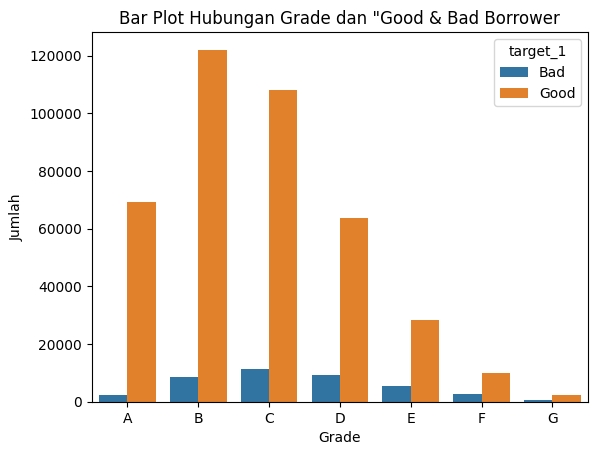 Bar Plot Hubungan Grade dan "Good & Bad Borrower
target_1
Bad
Good
120000
100000
80000
60000
40000
20000
0
Jumlah
A B C D E F G
Grade